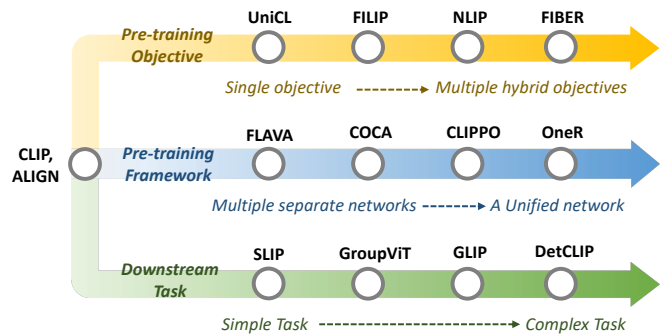 UniCL FILIP NLIP FIBER
Pre-training
Objective
Single objective Multiple hybrid objectives
FLAVA COCA CLIPPO OneR
CLIP,
ALIGN
Pre-training
Framework
Multiple separate networks A Unified network
SLIP GroupViT GLIP DetCLIP
Downstream
Task
Simple Task Complex Task